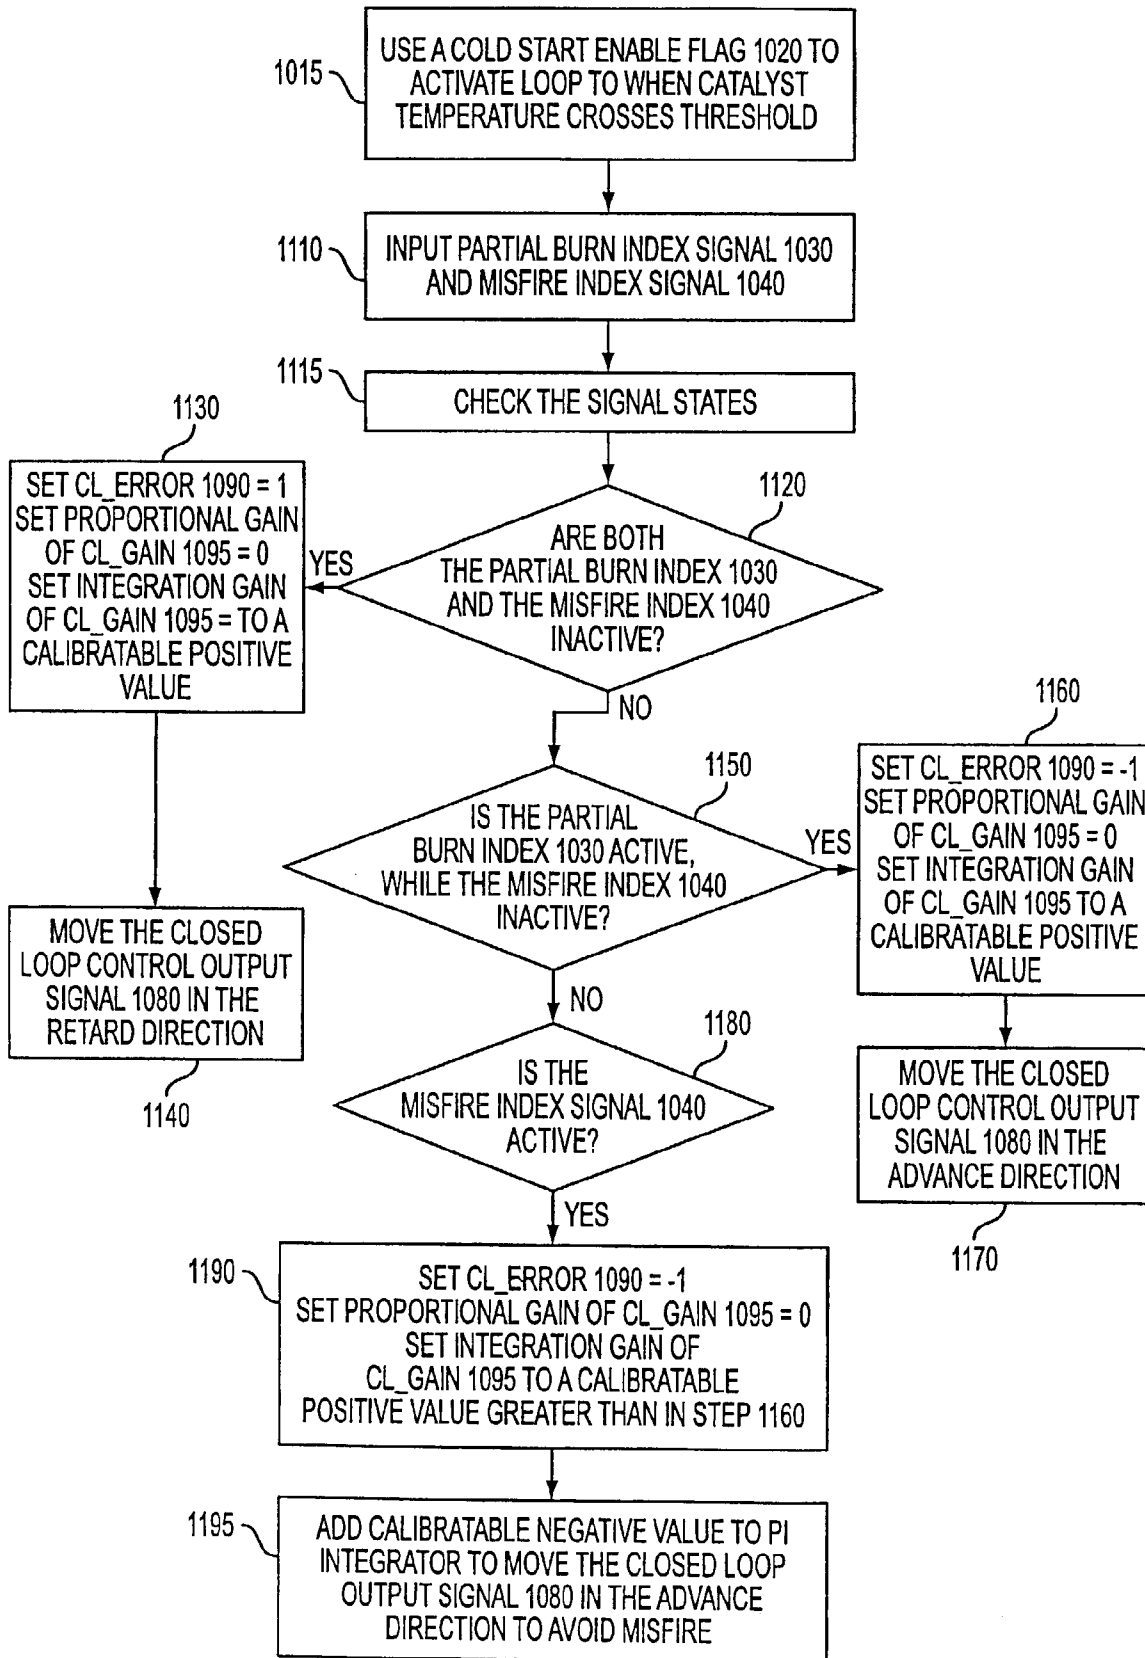 1015
USE A COLD START ENABLE FLAG 1020 TO
ACTIVATE LOOP TO WHEN CATALYST
TEMPERATURE CROSSES THRESHOLD
1110
INPUT PARTIAL BURN INDEX SIGNAL 1030
AND MISFIRE INDEX SIGNAL 1040
1115
CHECK THE SIGNAL STATES
1120
ARE BOTH
THE PARTIAL BURN INDEX 1030
AND THE MISFIRE INDEX 1040
INACTIVE?
YES
1130
SET CL_ERROR 1090 = 1
SET PROPORTIONAL GAIN
OF CL_GAIN 1095 = 0
SET INTEGRATION GAIN
OF CL_GAIN 1095 = TO A
CALIBRATABLE POSITIVE
VALUE
MOVE THE CLOSED
LOOP CONTROL OUTPUT
SIGNAL 1080 IN THE
RETARD DIRECTION
1140
NO
1150
IS THE PARTIAL
BURN INDEX 1030 ACTIVE,
WHILE THE MISFIRE INDEX 1040
INACTIVE?
YES
1160
SET CL_ERROR 1090 = -1
SET PROPORTIONAL GAIN
OF CL_GAIN 1095 = 0
SET INTEGRATION GAIN
OF CL_GAIN 1095 TO A
CALIBRATABLE POSITIVE
VALUE
MOVE THE CLOSED
LOOP CONTROL OUTPUT
SIGNAL 1080 IN THE
ADVANCE DIRECTION
1170
NO
1180
IS THE
MISFIRE INDEX SIGNAL 1040
ACTIVE?
YES
1190
SET CL_ERROR 1090 = -1
SET PROPORTIONAL GAIN OF CL_GAIN 1095 = 0
SET INTEGRATION GAIN OF
CL_GAIN 1095 TO A CALIBRATABLE
POSITIVE VALUE GREATER THAN IN STEP 1160
1195
ADD CALIBRATABLE NEGATIVE VALUE TO PI
INTEGRATOR TO MOVE THE CLOSED LOOP
OUTPUT SIGNAL 1080 IN THE ADVANCE
DIRECTION TO AVOID MISFIRE